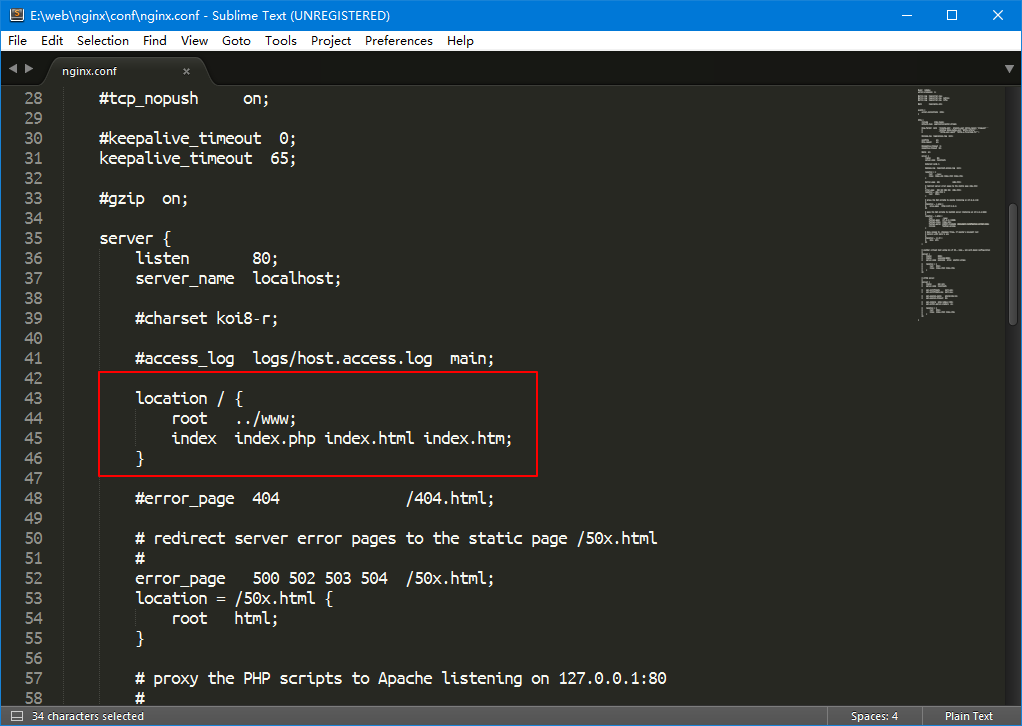 E:\web\nginx\conf\nginx.conf - Sublime Text (UNREGISTERED)
File Edit Selection Find View Goto Tools Project Preferences Help
nginx.conf
28 #tcp_nopush     on;
29
30 #keepalive_timeout  0;
31 keepalive_timeout  65;
32
33 #gzip  on;
34
35 server {
36 listen       80;
37 server_name  localhost;
38
39 #charset koi8-r;
40
41 #access_log  logs/host.access.log  main;
42
43 location / {
44 root   ../www;
45 index  index.php index.html index.htm;
46 }
47
48 #error_page  404              /404.html;
49
50 # redirect server error pages to the static page /50x.html
51 #
52 error_page   500 502 503 504  /50x.html;
53 location = /50x.html {
54 root   html;
55 }
56
57 # proxy the PHP scripts to Apache listening on 127.0.0.1:80
58 #
34 characters selected Spaces: 4 Plain Text